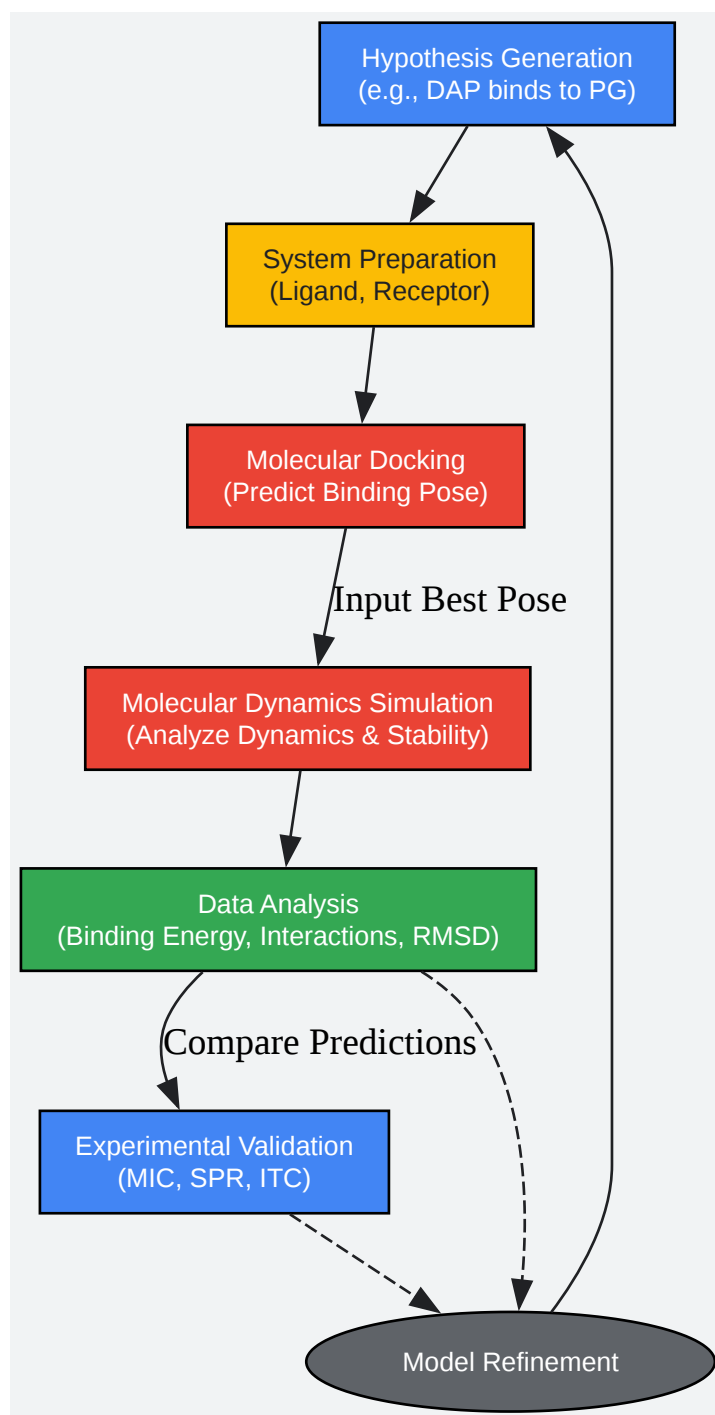 Hypothesis Generation
(e.g., DAP binds to PG)
System Preparation
(Ligand, Receptor)
Molecular Docking
(Predict Binding Pose)
Input Best Pose
Molecular Dynamics Simulation
(Analyze Dynamics & Stability)
Data Analysis
(Binding Energy, Interactions, RMSD)
Compare Predictions
Experimental Validation
(MIC, SPR, ITC)
Model Refinement